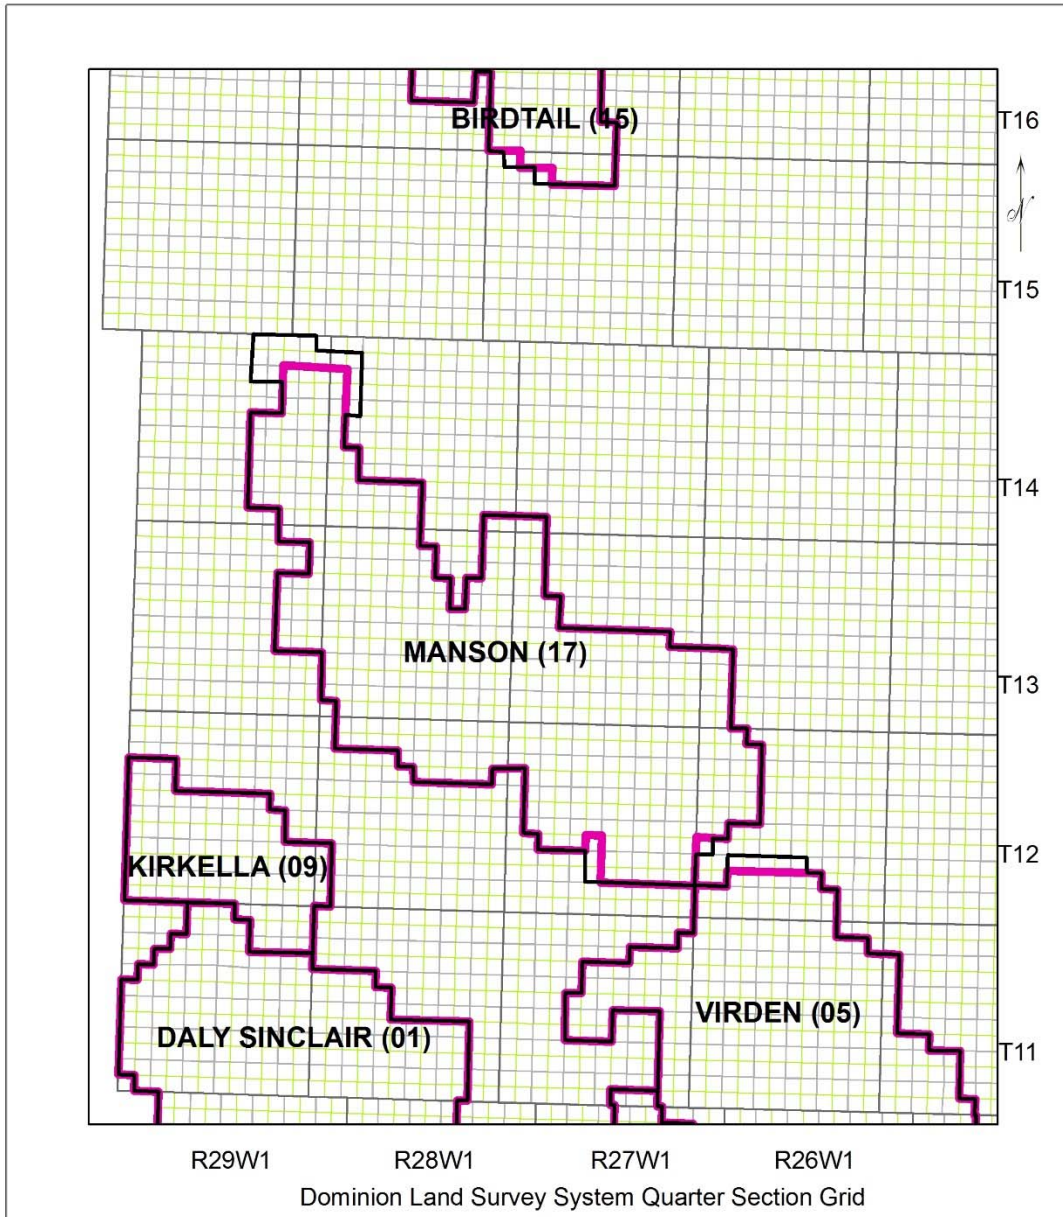 BIRDTAIL (15)
T16
N
T15
T14
MANSON (17)
T13
T12
KIRKELLA (09)
VIRDEN (05)
DALY SINCLAIR (01)
T11
R29W1 R28W1 R27W1 R26W1
Dominion Land Survey System Quarter Section Grid